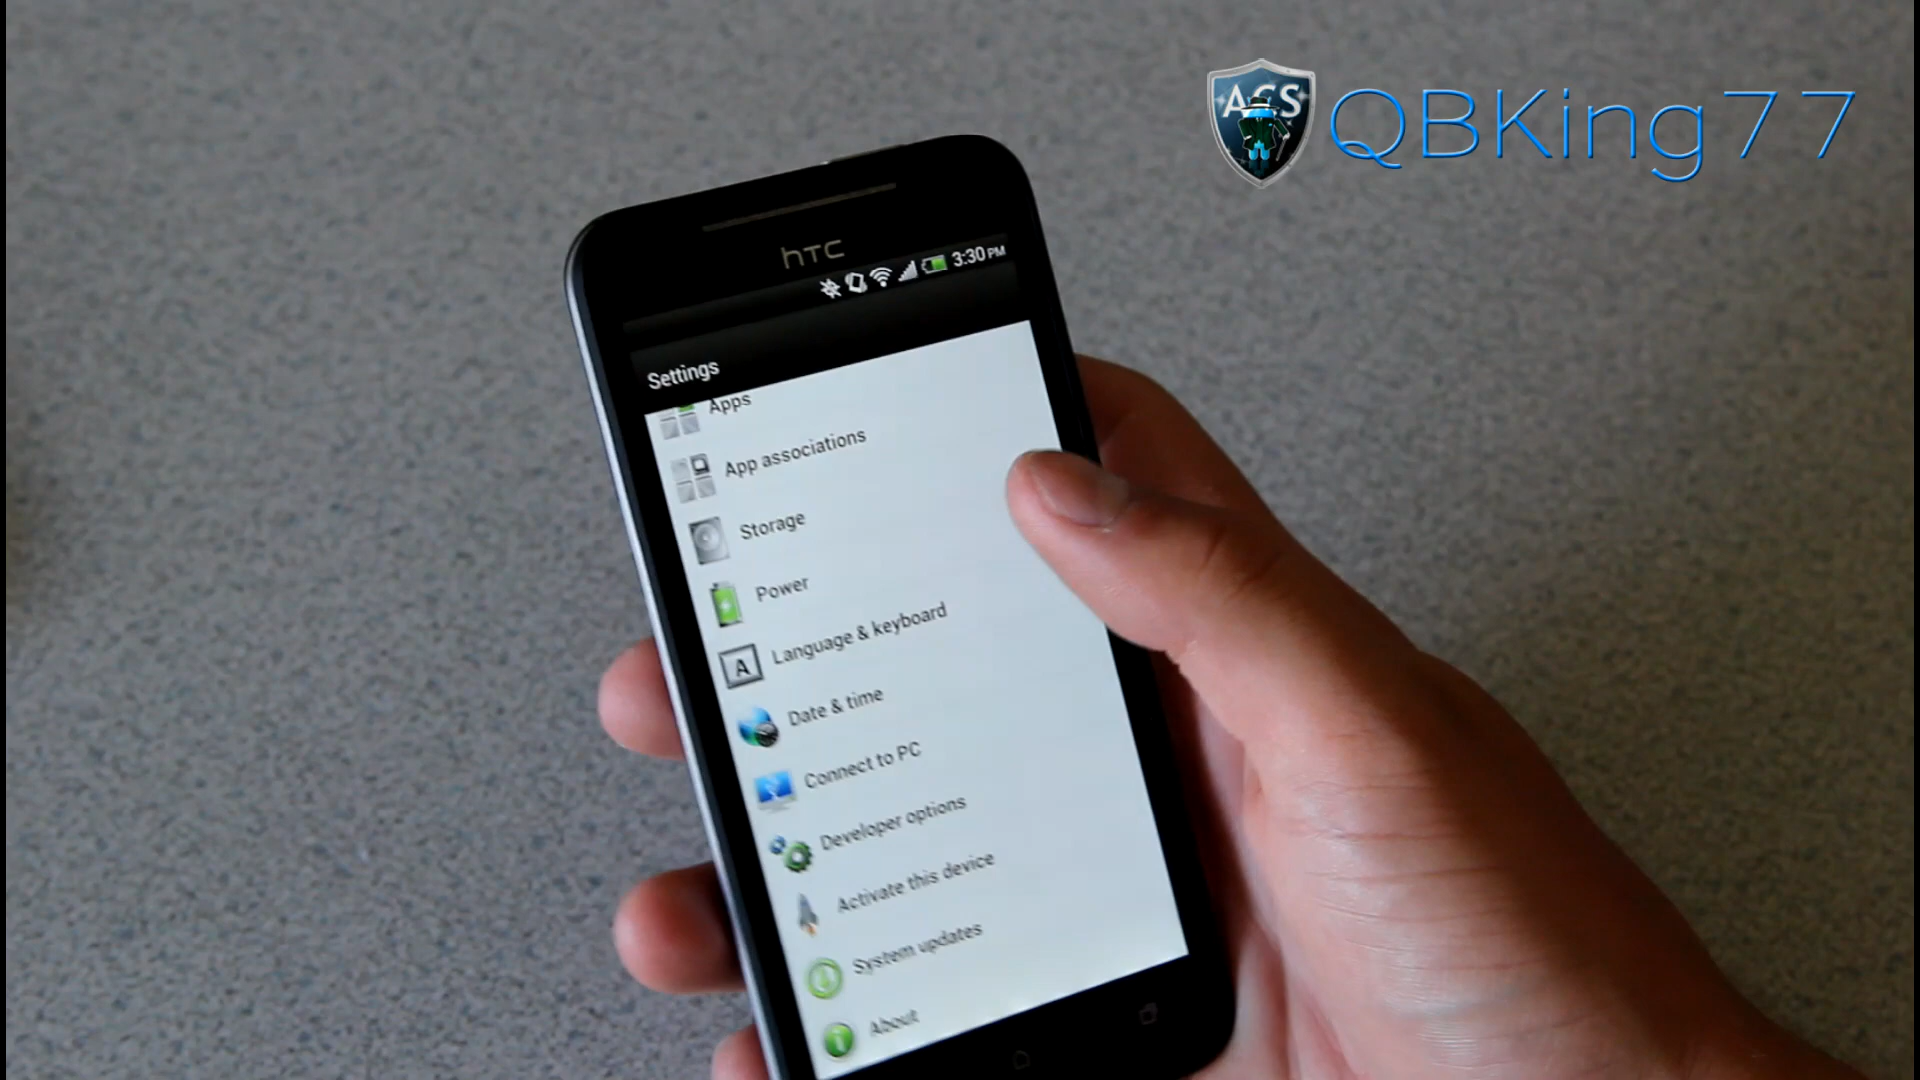 ACS
QBKing77
hTC
3:30 PM
Settings
Apps
App associations
Storage
Power
A Language & keyboard
Date & time
Connect to PC
Developer options
Activate this device
System updates
About